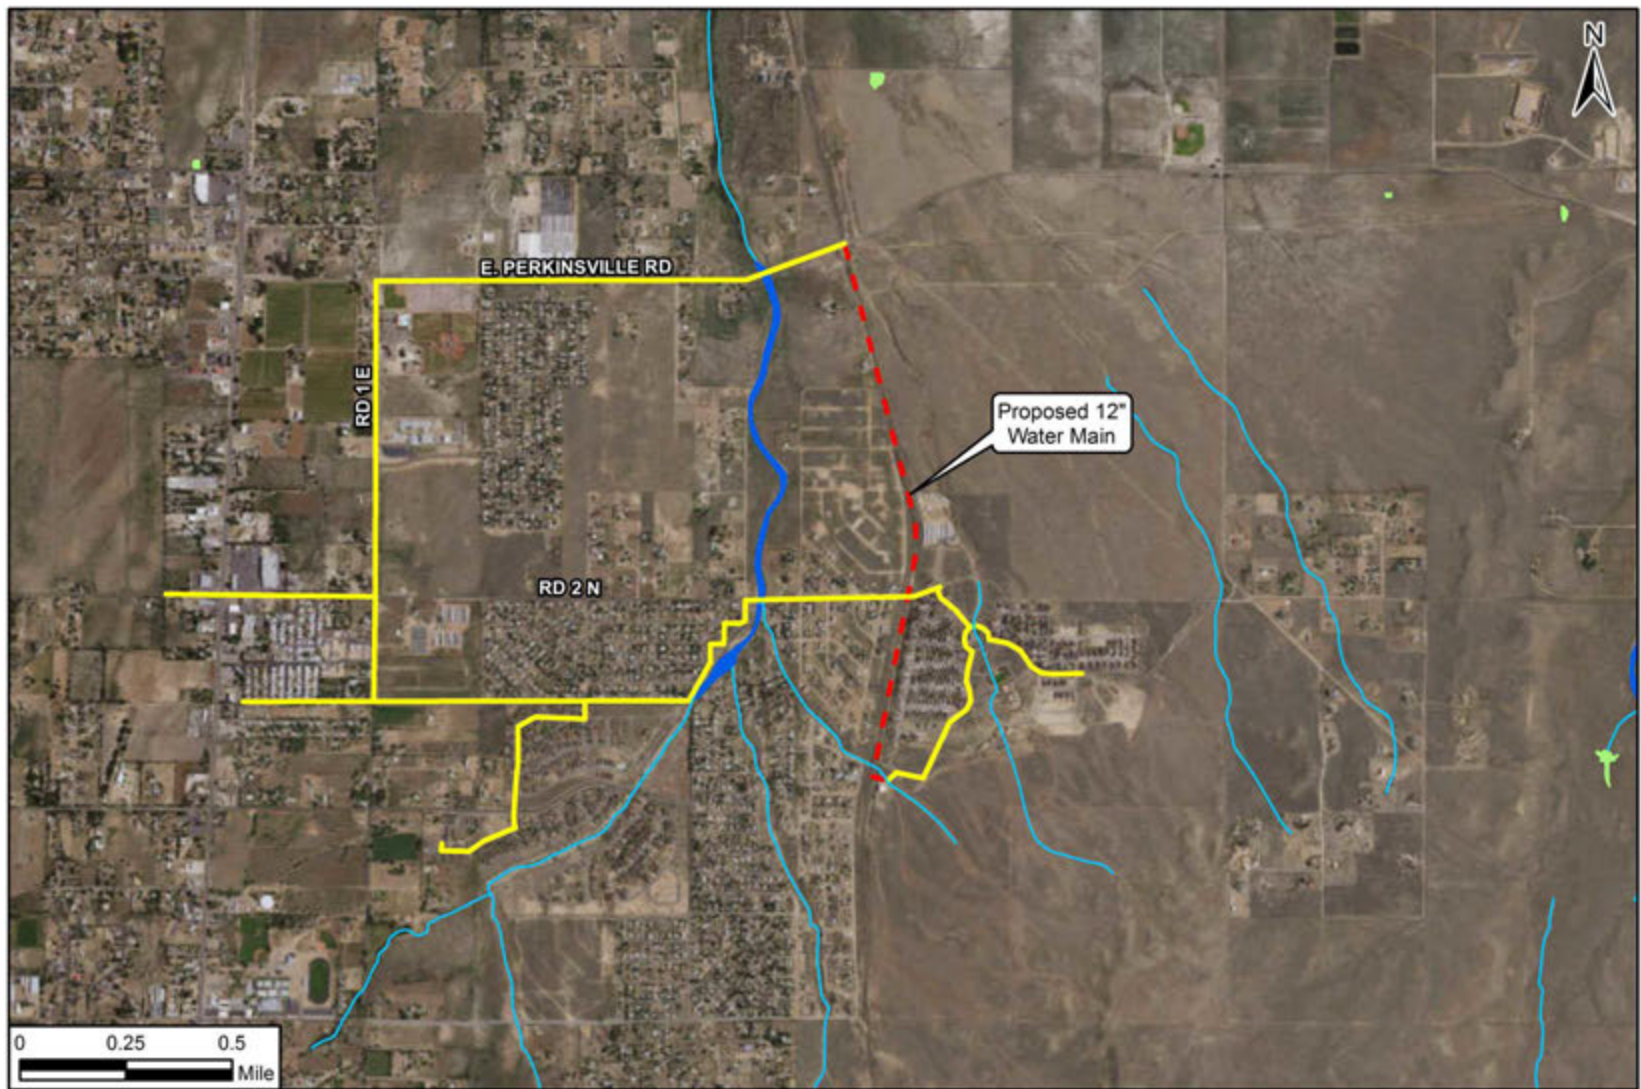 N
E. PERKINSVILLE RD
RD 1 E
Proposed 12"
Water Main
RD 2 N
0 0.25 0.5
Mile